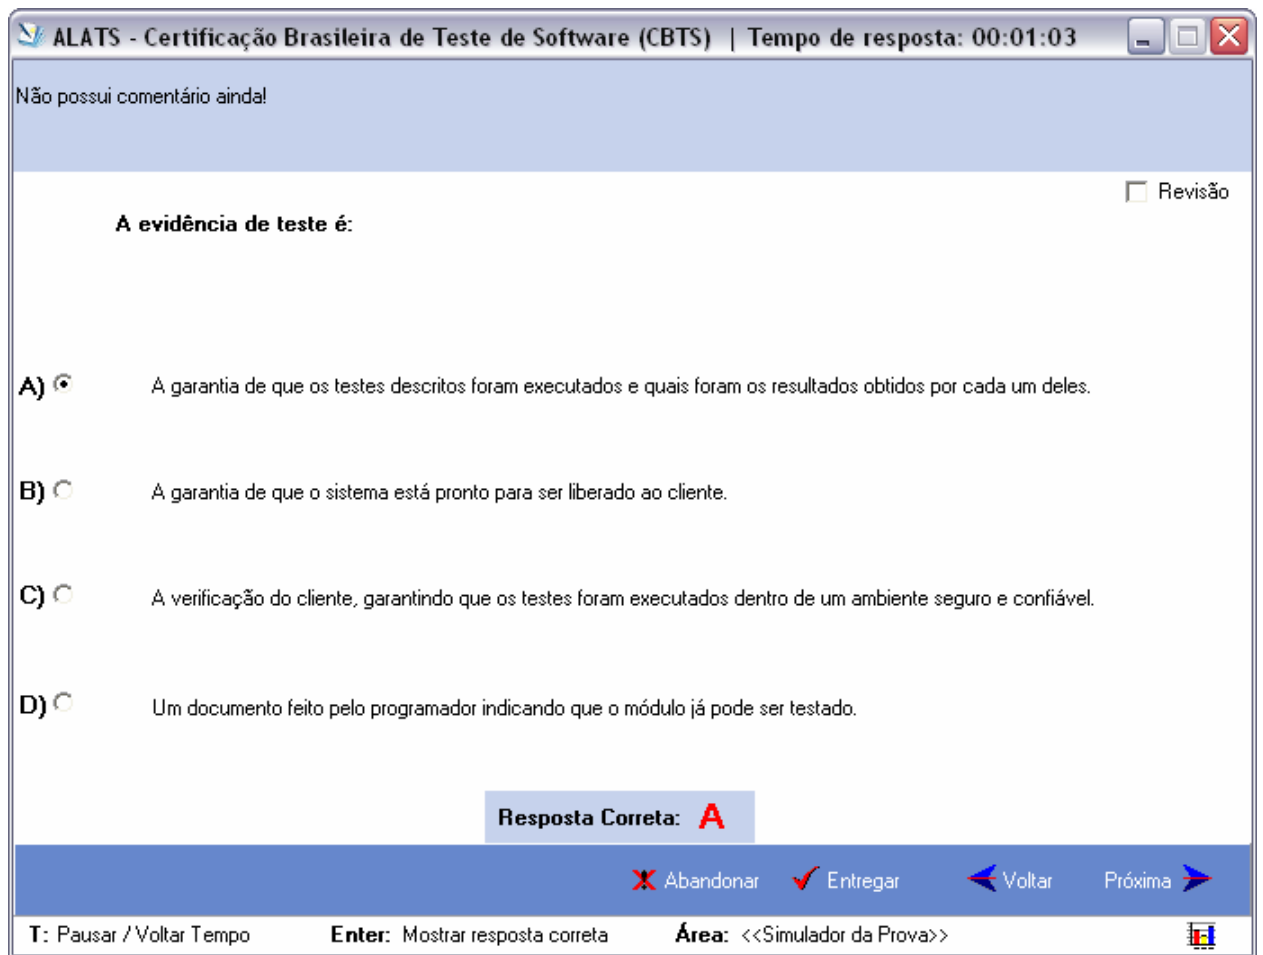 ALATS - Certificação Brasileira de Teste de Software (CBTS) | Tempo de resposta: 00:01:03
Não possui comentário ainda!
Revisão
A evidência de teste é:
A) A garantia de que os testes descritos foram executados e quais foram os resultados obtidos por cada um deles.
B) A garantia de que o sistema está pronto para ser liberado ao cliente.
C) A verificação do cliente, garantindo que os testes foram executados dentro de um ambiente seguro e confiável.
D) Um documento feito pelo programador indicando que o módulo já pode ser testado.
Resposta Correta: A
Abandonar Entregar Voltar Próxima
T: Pausar / Voltar Tempo Enter: Mostrar resposta correta Área: <<Simulador da Prova>>